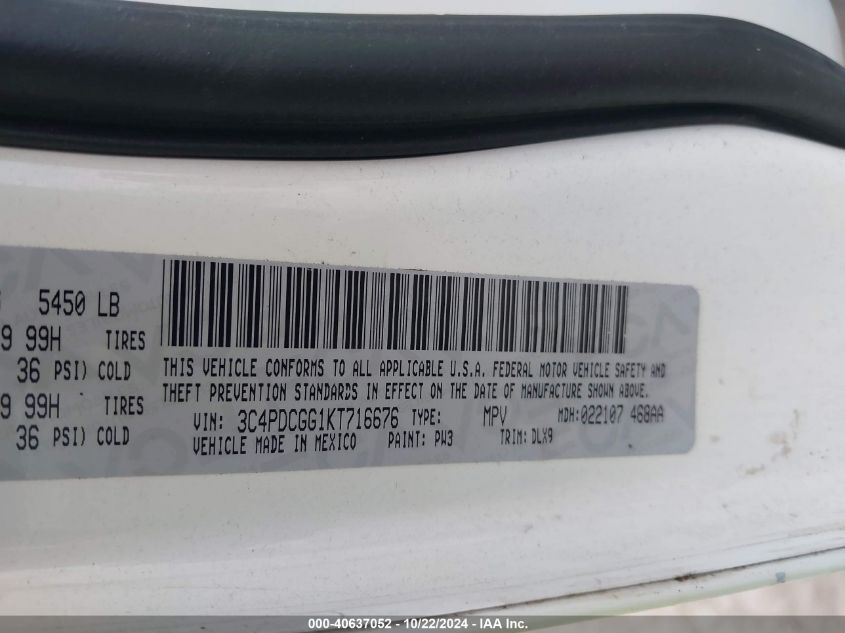 5450 LB
9 99H TIRES
36 PSI) COLD
9 99H TIRES
36 PSI) COLD
THIS VEHICLE CONFORMS TO ALL APPLICABLE U.S.A. FEDERAL MOTOR VEHICLE SAFETY AND
THEFT PREVENTION STANDARDS IN EFFECT ON THE DATE OF MANUFACTURE SHOWN ABOVE.
VIN: 3C4PDCGG1KT716676 TYPE: MPV MDH:022107 468AA
VEHICLE MADE IN MEXICO PAINT: PW3 TRIM: DLX9
000-40637052 - 10/22/2024 - IAA Inc.